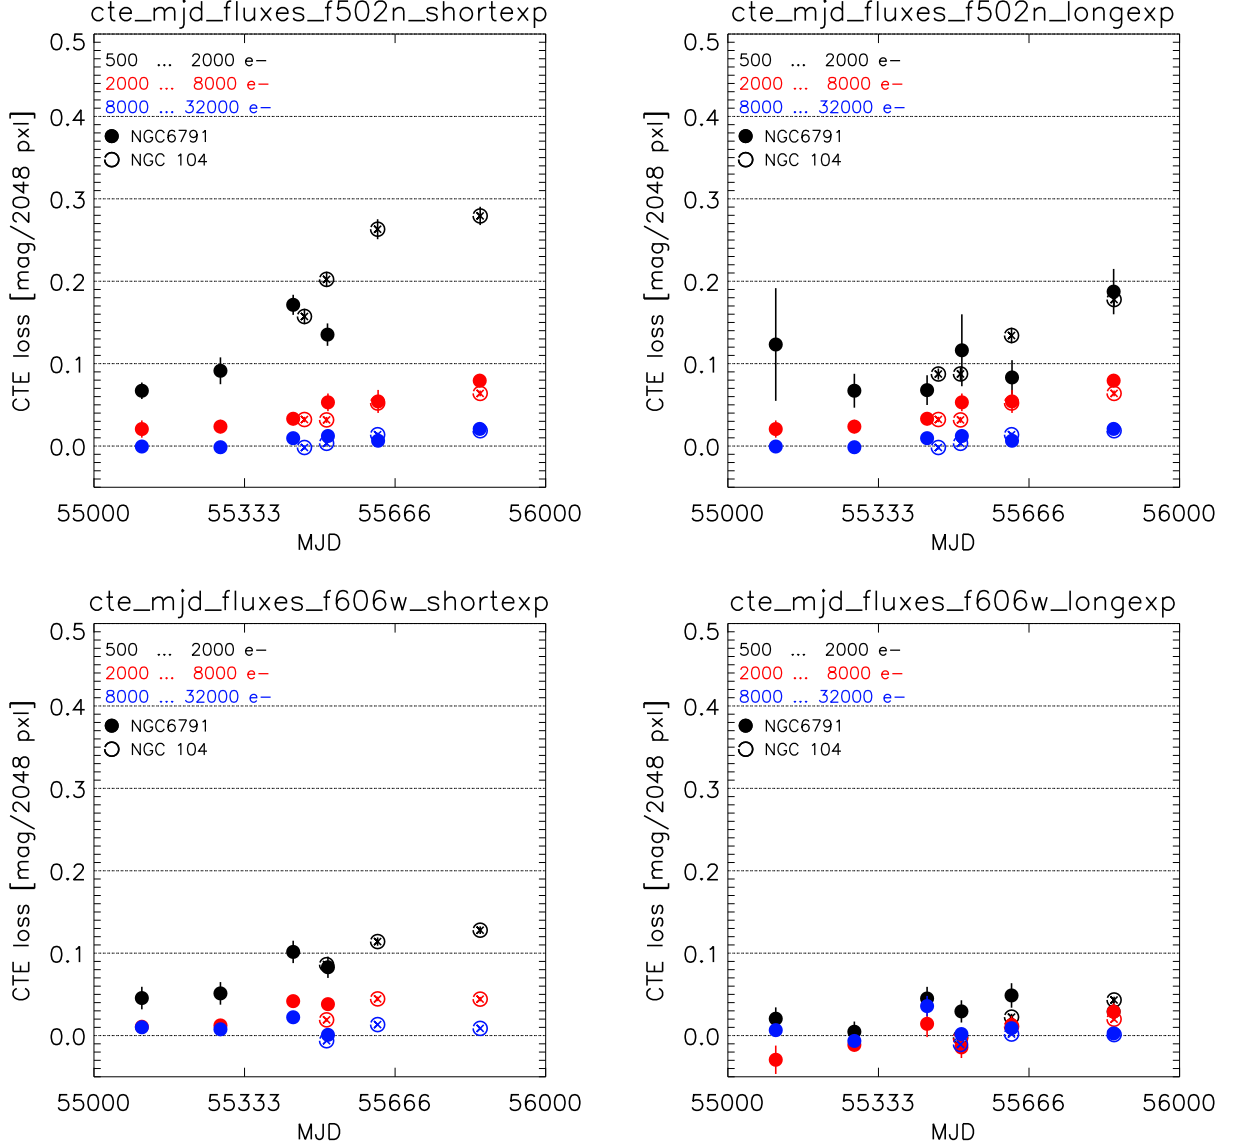 cte_mjd_fluxes_f502n_shortexp
0.5
0.4
0.3
0.2
0.1
0.0
CTE loss [mag/2048 pxl]
500 ... 2000 e-
2000 ... 8000 e-
8000 ... 32000 e-
NGC6791
NGC 104
55000 55333 55666 56000
MJD
cte_mjd_fluxes_f502n_longexp
0.5
0.4
0.3
0.2
0.1
0.0
CTE loss [mag/2048 pxl]
500 ... 2000 e-
2000 ... 8000 e-
8000 ... 32000 e-
NGC6791
NGC 104
55000 55333 55666 56000
MJD
cte_mjd_fluxes_f606w_shortexp
0.5
0.4
0.3
0.2
0.1
0.0
CTE loss [mag/2048 pxl]
500 ... 2000 e-
2000 ... 8000 e-
8000 ... 32000 e-
NGC6791
NGC 104
55000 55333 55666 56000
MJD
cte_mjd_fluxes_f606w_longexp
0.5
0.4
0.3
0.2
0.1
0.0
CTE loss [mag/2048 pxl]
500 ... 2000 e-
2000 ... 8000 e-
8000 ... 32000 e-
NGC6791
NGC 104
55000 55333 55666 56000
MJD